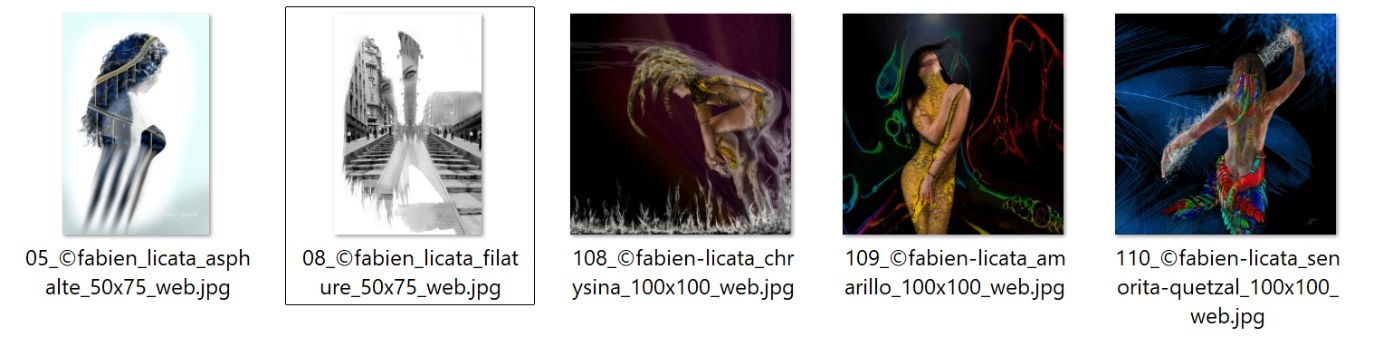 05_©fabien_licata_asph
alte_50x75_web.jpg
08_©fabien_licata_filat
ure_50x75_web.jpg
108_©fabien-licata_chr
ysina_100x100_web.jpg
109_©fabien-licata_am
arillo_100x100_web.jpg
110_©fabien-licata_sen
orita-quetzal_100x100_
web.jpg